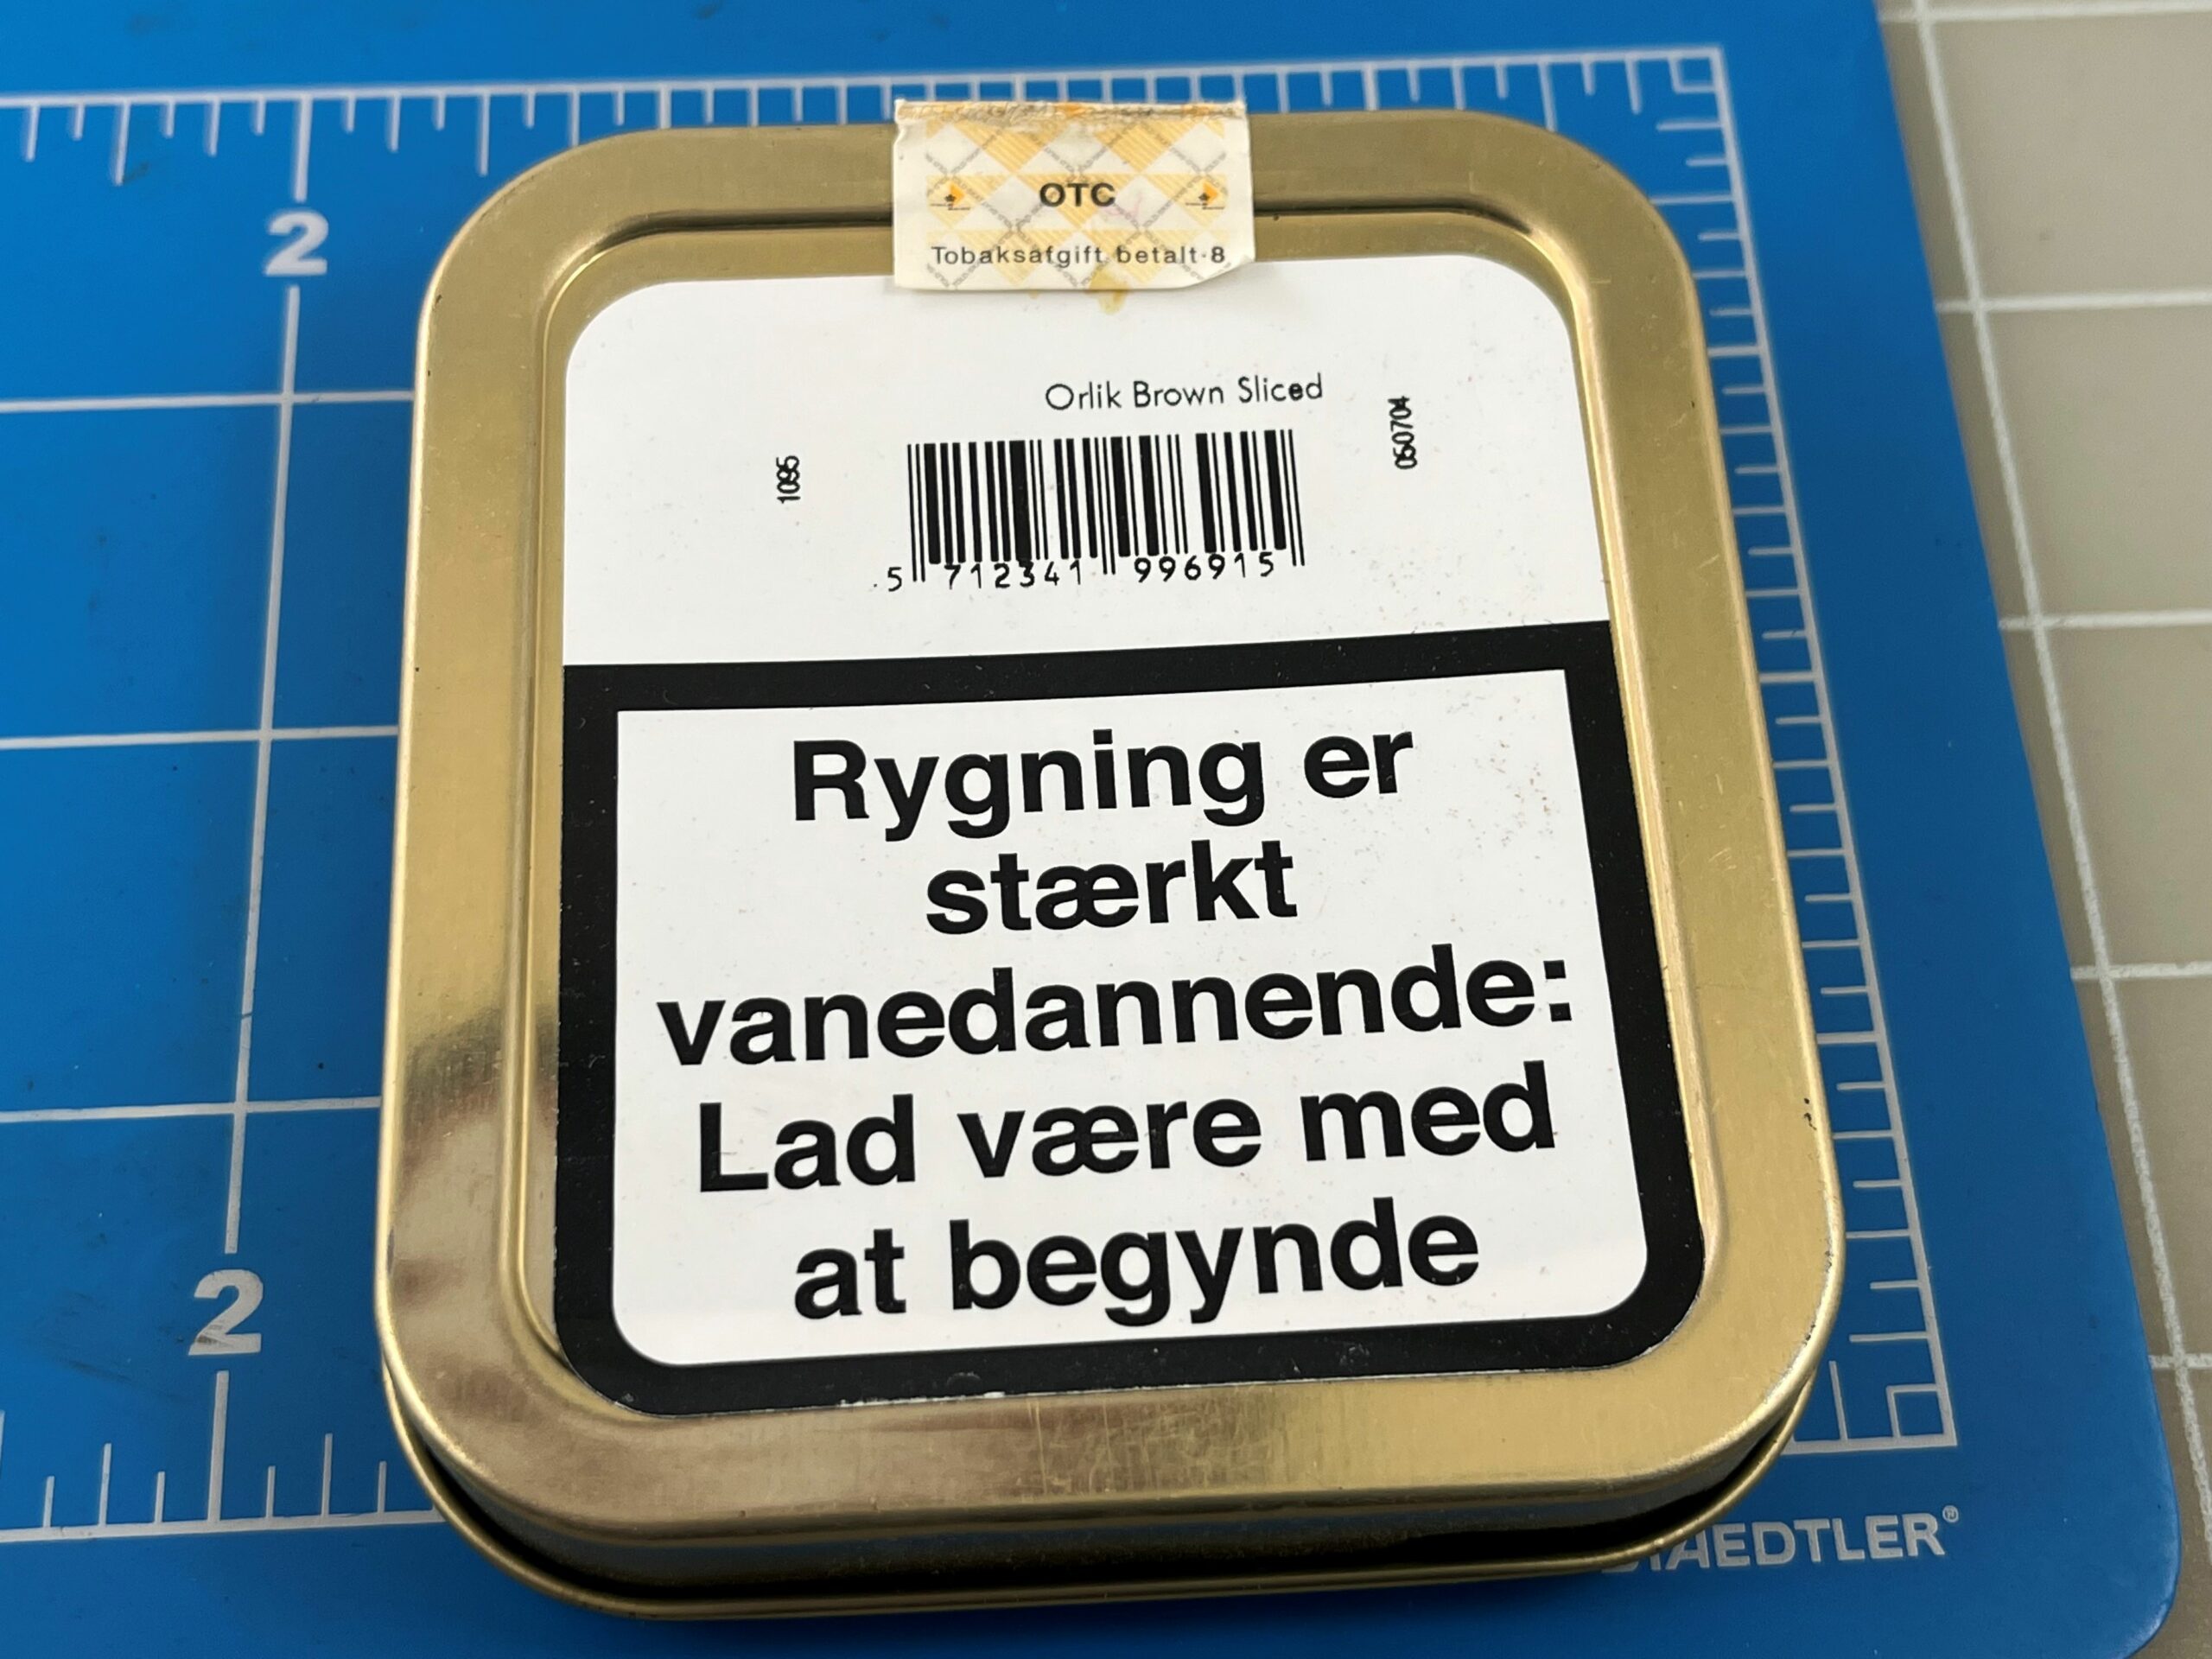 2
OTC
Tobaksafgift betalt·8
Orlik Brown Sliced
1095
050704
5 712341 996915
Rygning er
stærkt
vanedannende:
Lad være med
at begynde
2
STAEDTLER®